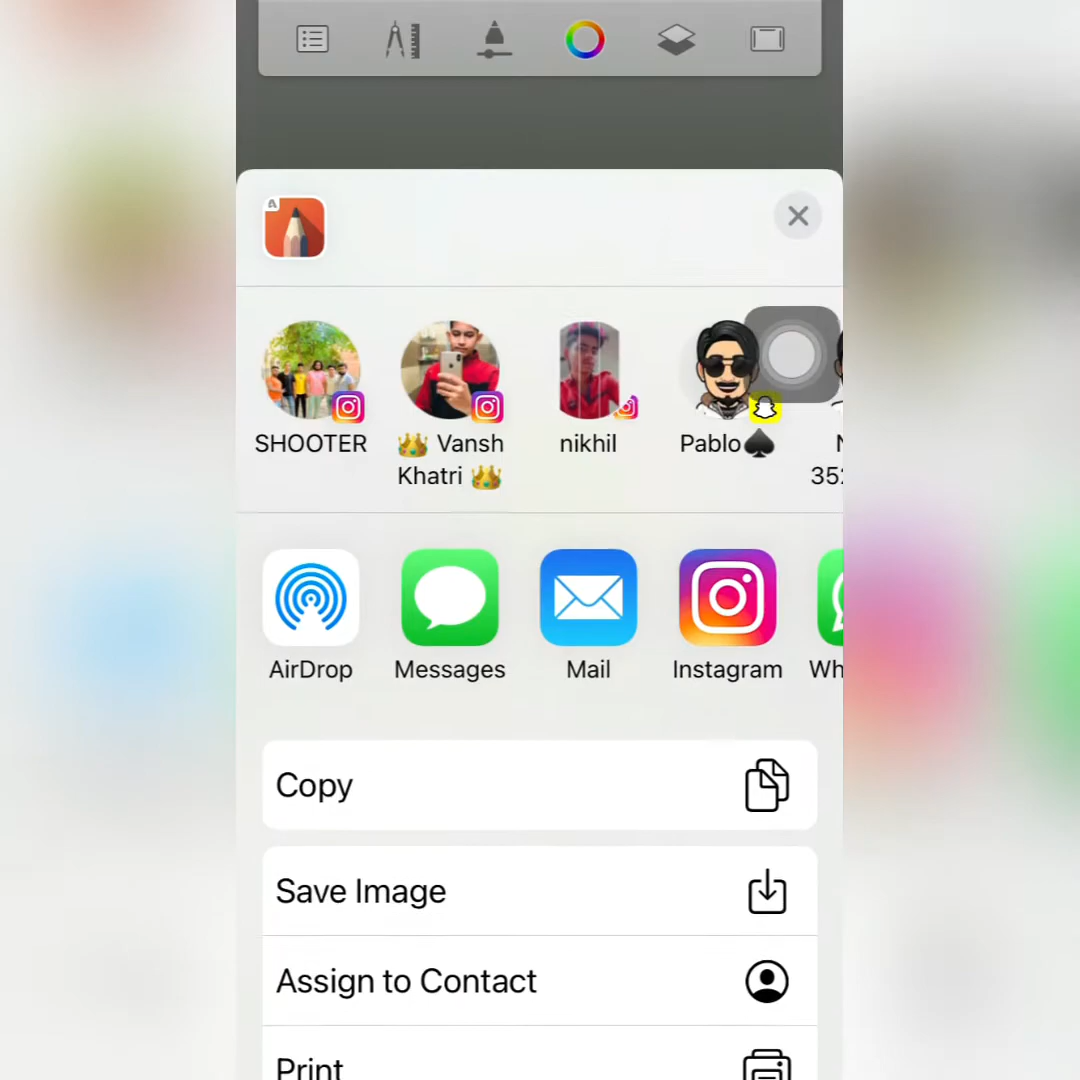 SHOOTER
👑 Vansh
Khatri 👑
nikhil
Pablo♠
AirDrop
Messages
Mail
Instagram
Copy
Save Image
Assign to Contact
Print